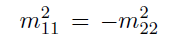 $m_{11}^2 \, = \, -m_{22}^2$